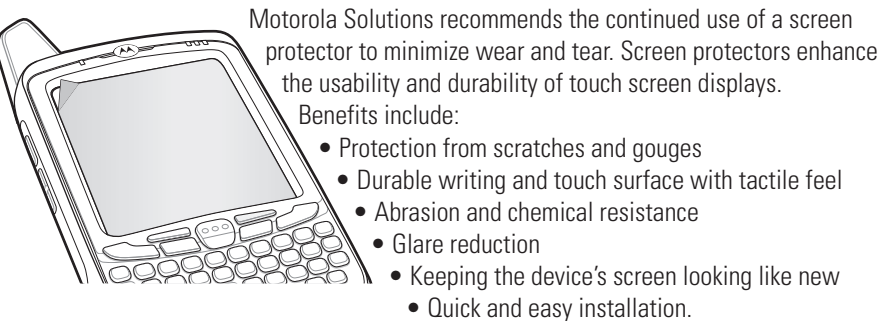 Motorola Solutions recommends the continued use of a screen
protector to minimize wear and tear. Screen protectors enhance
the usability and durability of touch screen displays.
Benefits include:
• Protection from scratches and gouges
• Durable writing and touch surface with tactile feel
• Abrasion and chemical resistance
• Glare reduction
• Keeping the device's screen looking like new
• Quick and easy installation.